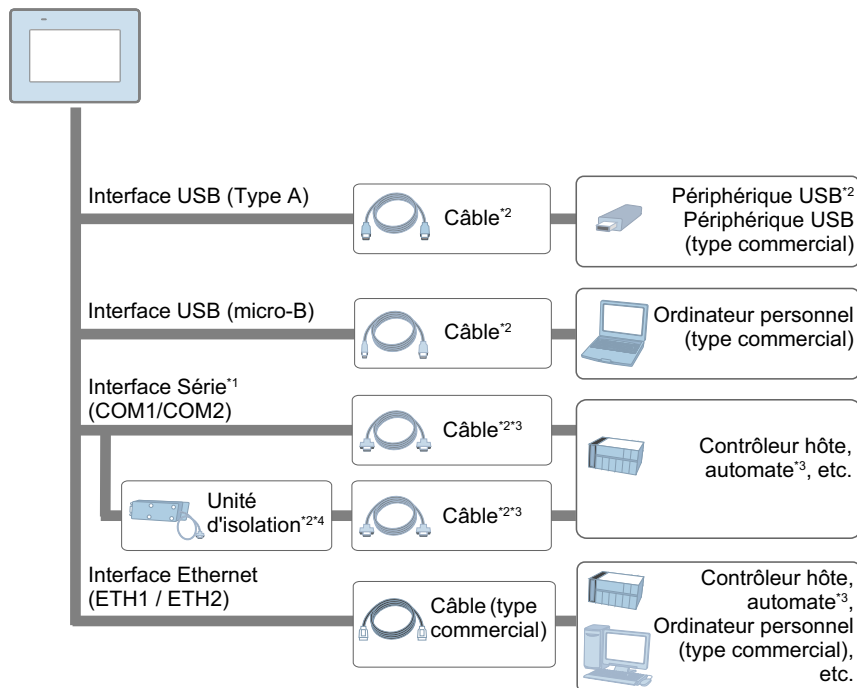 Interface USB (Type A)
Câble*2
Périphérique USB*2
Périphérique USB
(type commercial)
Interface USB (micro-B)
Câble*2
Ordinateur personnel
(type commercial)
Interface Série*1
(COM1/COM2)
Câble*2*3
Contrôleur hôte,
automate*3, etc.
Unité
d'isolation*2*4
Câble*2*3
Interface Ethernet
(ETH1 / ETH2)
Câble (type
commercial)
Contrôleur hôte,
automate*3,
Ordinateur personnel
(type commercial),
etc.